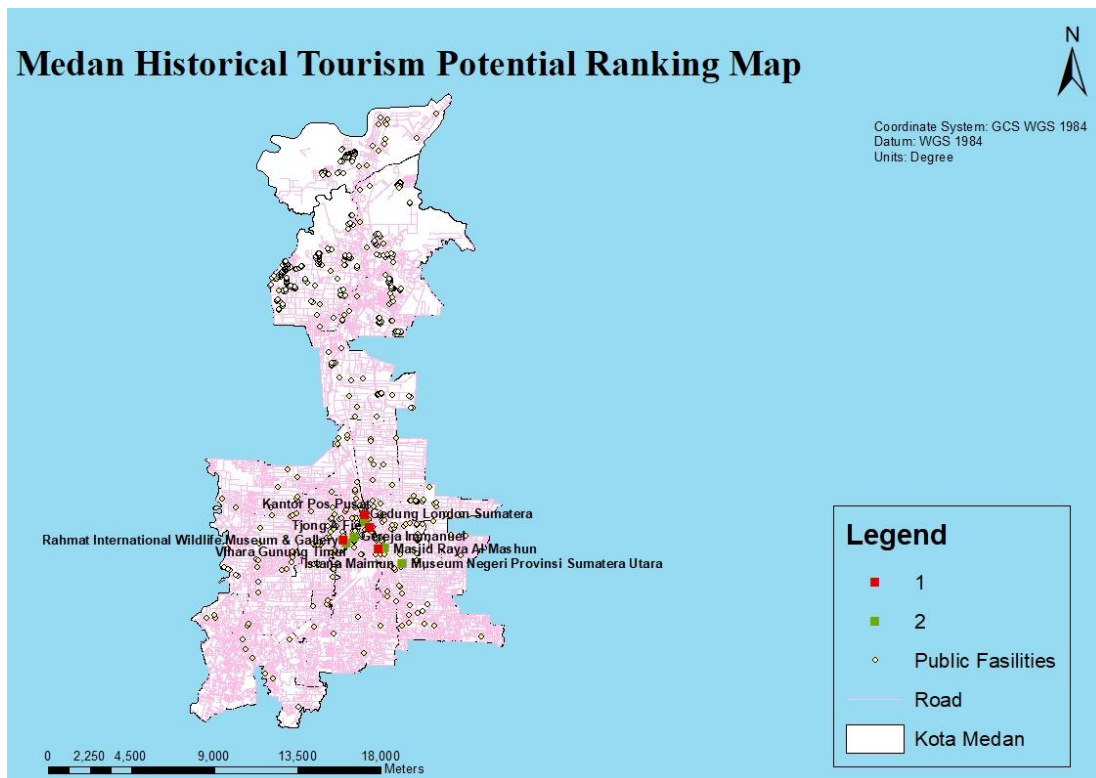 Medan Historical Tourism Potential Ranking Map
N
Coordinate System: GCS WGS 1984
Datum: WGS 1984
Units: Degree
Kantor Pos Pusat
Gedung London Sumatera
Tjong A Fie
Gereja Immanuel
Rahmat International Wildlife Museum & Gallery
Vihara Gunung Timur
Masjid Raya Al Mashun
Istana Maimun
Museum Negeri Provinsi Sumatera Utara
Legend
1
2
Public Fasilities
Road
Kota Medan
0 2,250 4,500 9,000 13,500 18,000
Meters